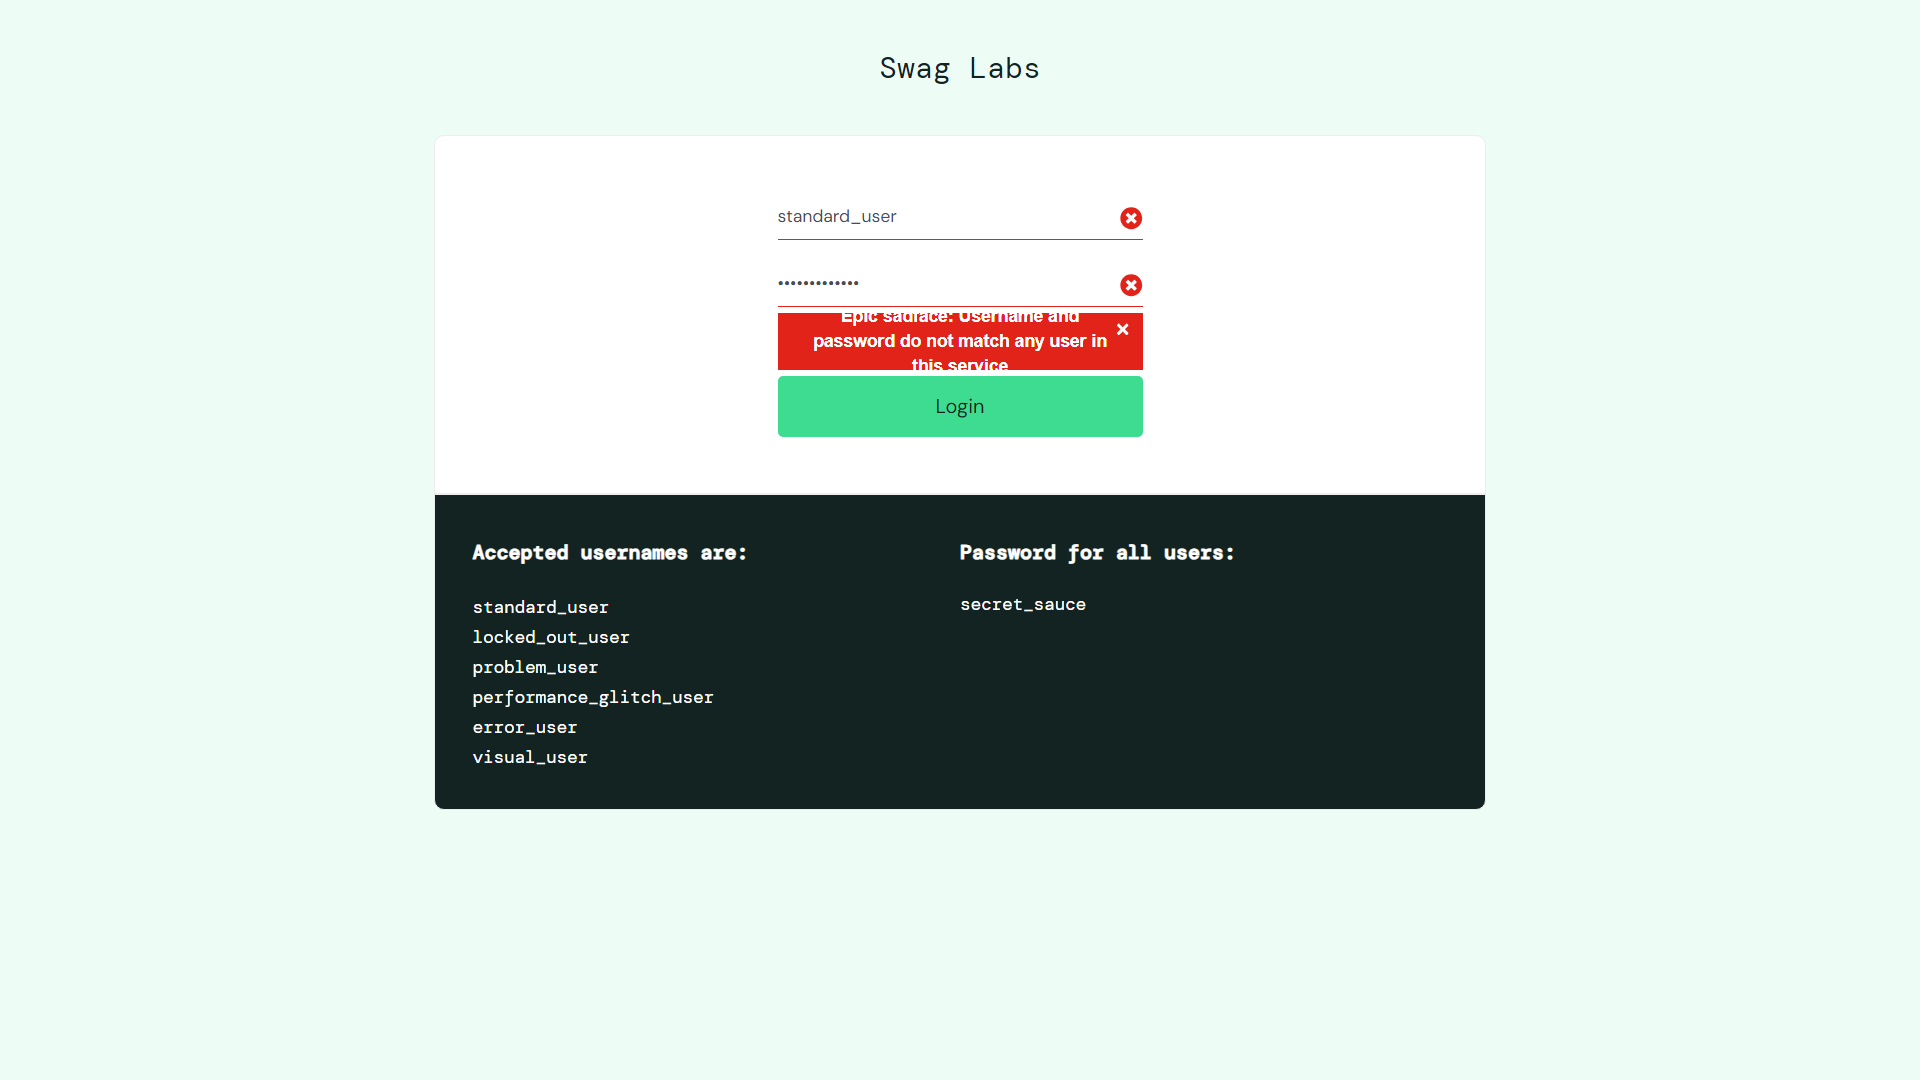 Swag Labs
standard_user
•••••••••••••
Epic sadface: Username and
password do not match any user in
this service
Login
Accepted usernames are:
standard_user
locked_out_user
problem_user
performance_glitch_user
error_user
visual_user
Password for all users:
secret_sauce